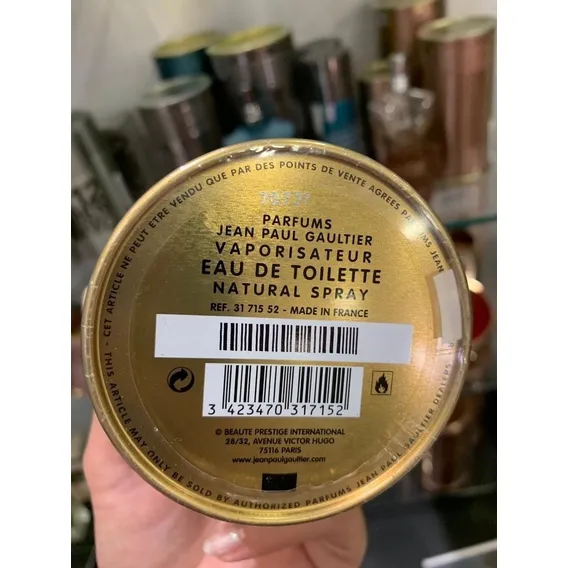 CET ARTICLE NE PEUT ETRE VENDU QUE PAR DES POINTS DE VENTE AGREES PARFUMS JEAN
PARFUMS
JEAN PAUL GAULTIER
VAPORISATEUR
EAU DE TOILETTE
NATURAL SPRAY
REF. 31 715 52 - MADE IN FRANCE
3 423470 317152
© BEAUTE PRESTIGE INTERNATIONAL
28/32, AVENUE VICTOR HUGO
75116 PARIS
www.jeanpaulgaultier.com
THIS ARTICLE MAY ONLY BE SOLD BY AUTHORIZED PARFUMS JEAN PAUL GAULTIER DEALERS